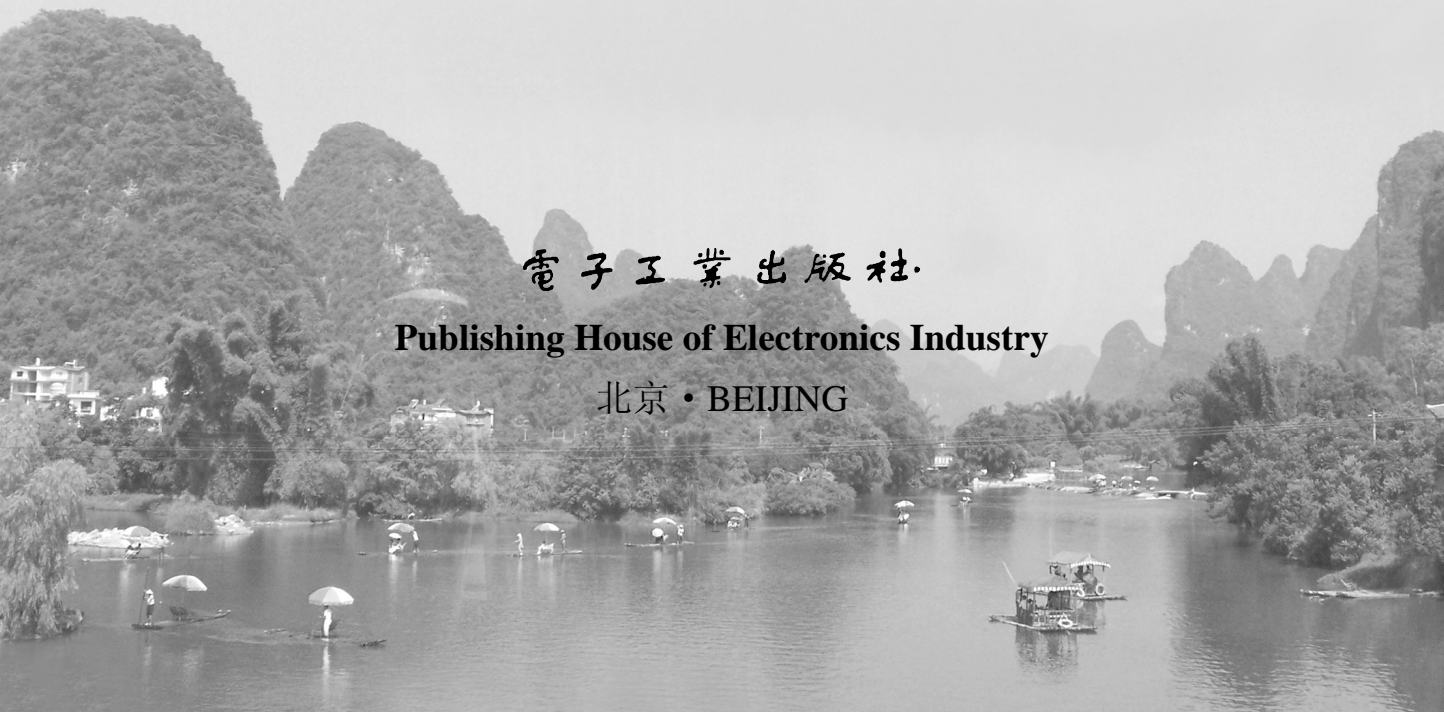 電子工業出版社·
Publishing House of Electronics Industry
北京·BEIJING